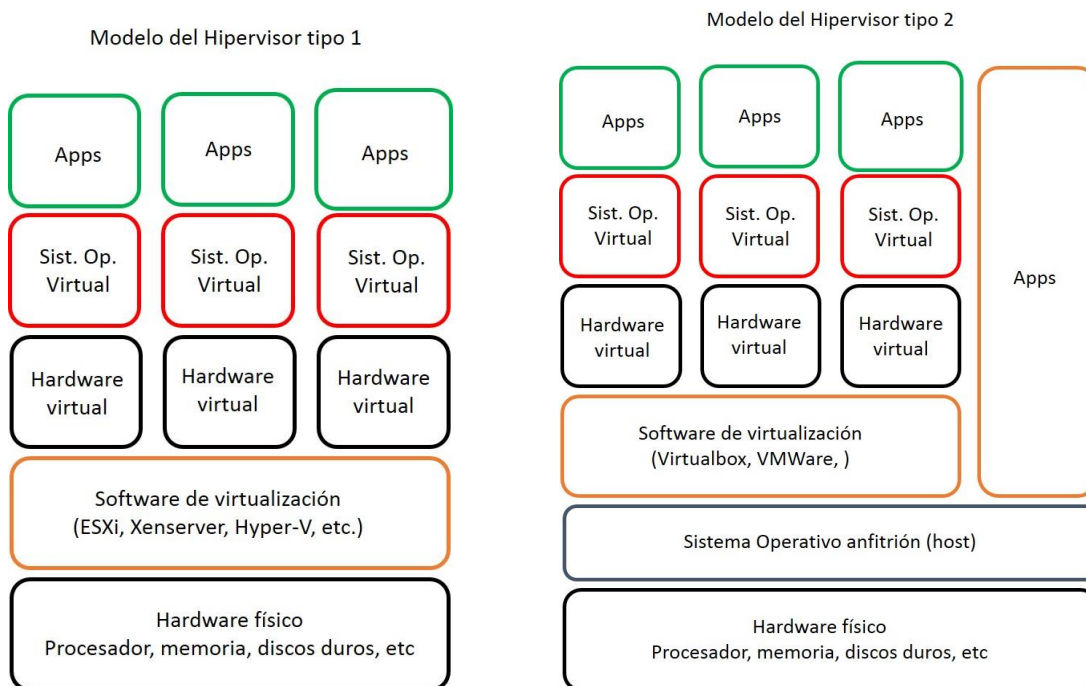 Modelo del Hipervisor tipo 1
Apps
Apps
Apps
Sist. Op.
Virtual
Sist. Op.
Virtual
Sist. Op.
Virtual
Hardware
virtual
Hardware
virtual
Hardware
virtual
Software de virtualización
(ESXi, Xenserver, Hyper-V, etc.)
Hardware físico
Procesador, memoria, discos duros, etc
Modelo del Hipervisor tipo 2
Apps
Apps
Apps
Sist. Op.
Virtual
Sist. Op.
Virtual
Sist. Op.
Virtual
Hardware
virtual
Hardware
virtual
Hardware
virtual
Software de virtualización
(Virtualbox, VMWare, )
Apps
Sistema Operativo anfitrión (host)
Hardware físico
Procesador, memoria, discos duros, etc